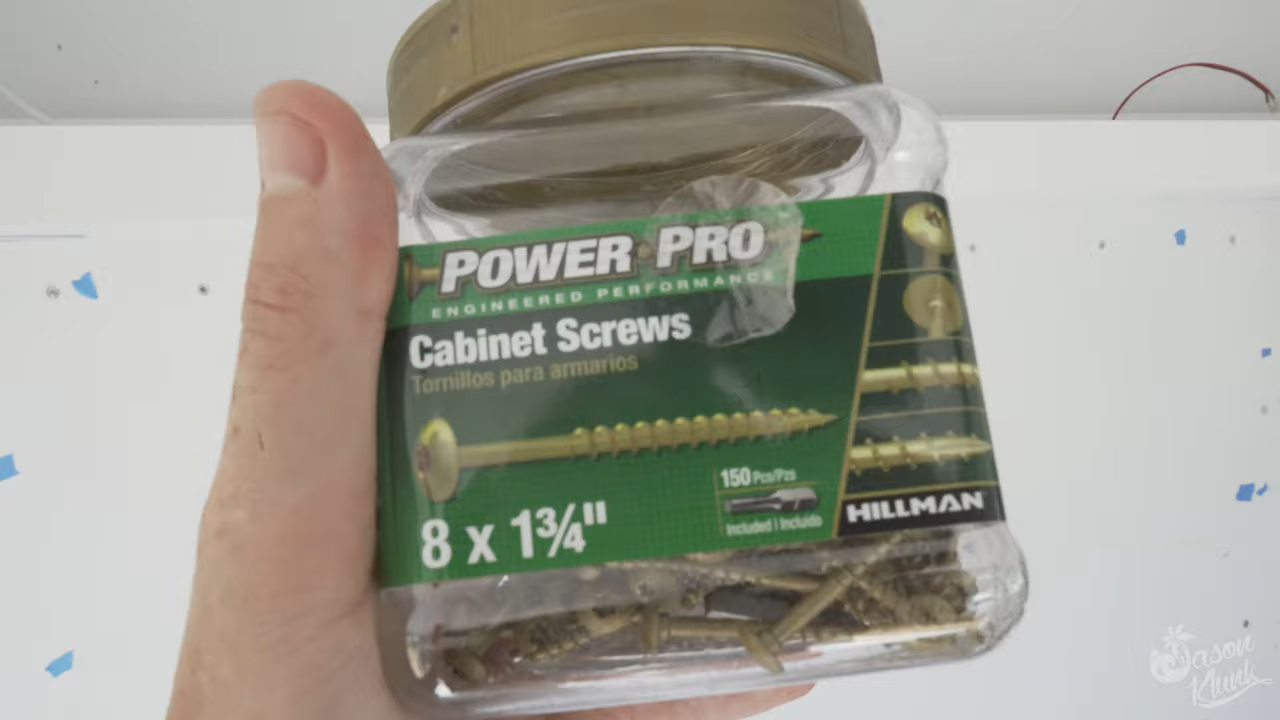 POWER PRO
ENGINEERED PERFORMANCE
Cabinet Screws
Tornillos para armarios
150 Pcs/Pzs
Included | Incluido
8 x 1¾"
HILLMAN
Jason
Klunk